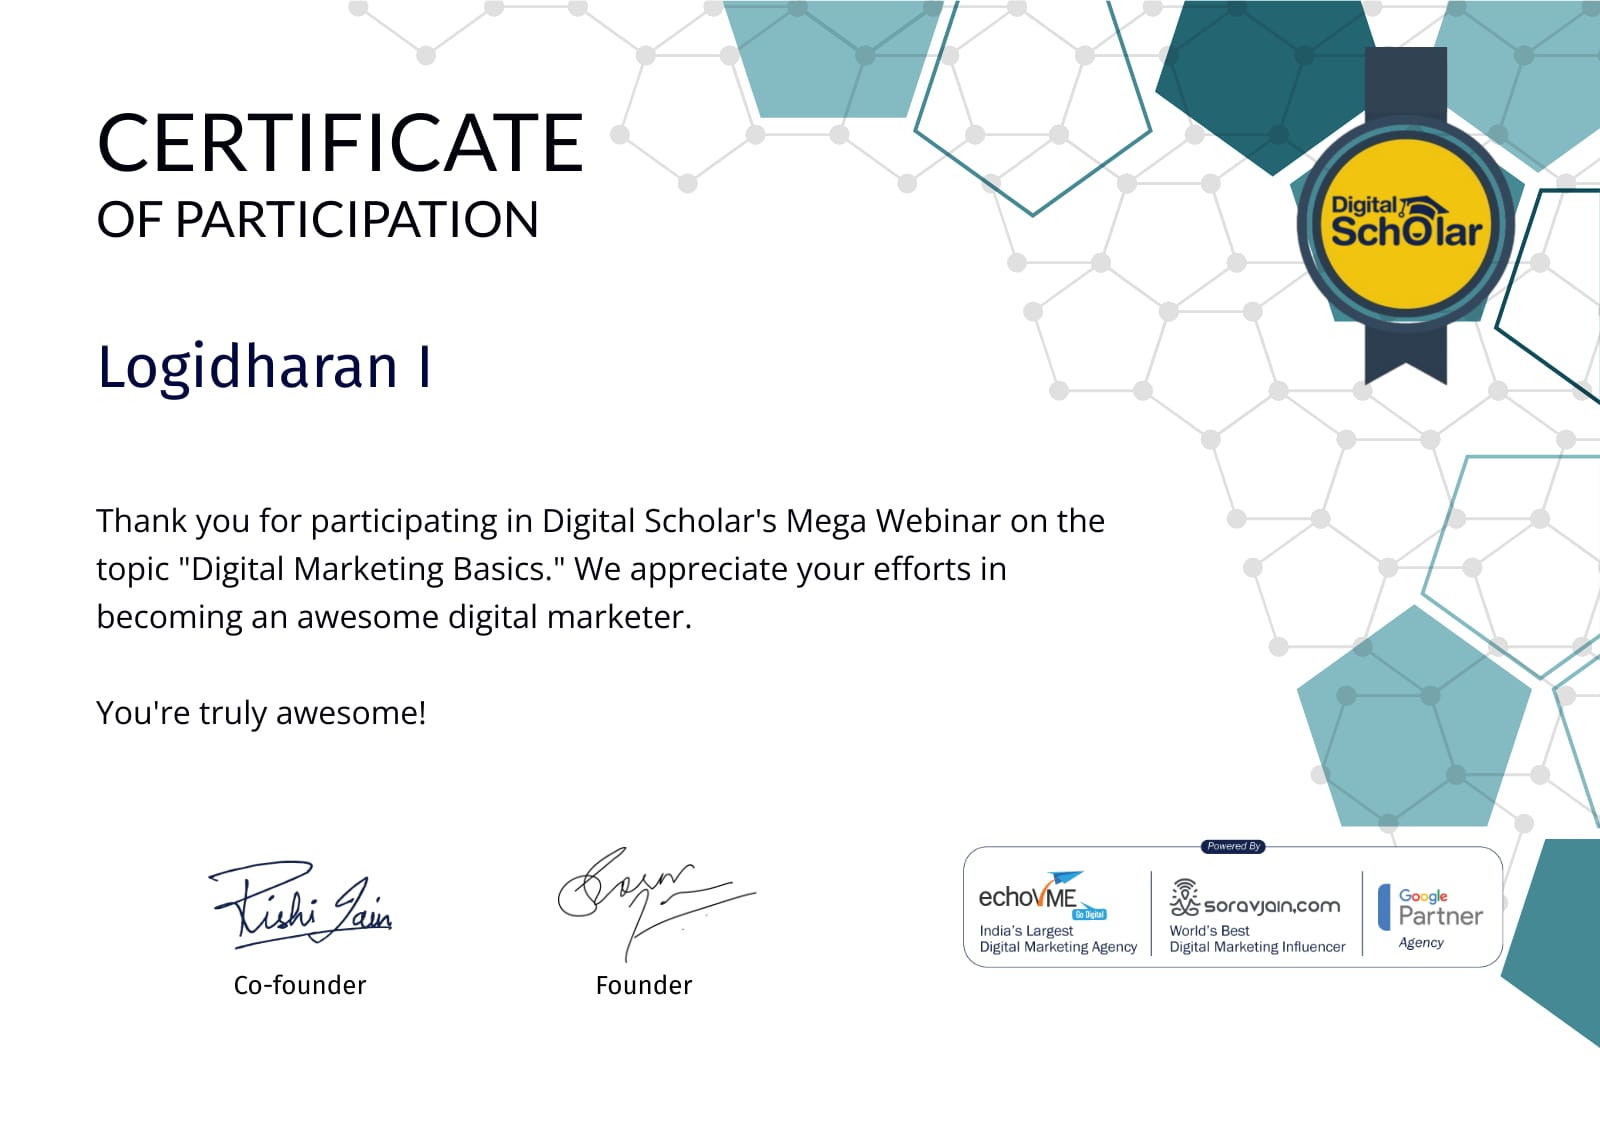 CERTIFICATE
OF PARTICIPATION
Digital
Scholar
Logidharan I
Thank you for participating in Digital Scholar's Mega Webinar on the
topic "Digital Marketing Basics." We appreciate your efforts in
becoming an awesome digital marketer.
You're truly awesome!
Rishi Jain
Co-founder
Founder
Powered By
echoVME
Go Digital
India's Largest
Digital Marketing Agency
soravjain.com
World's Best
Digital Marketing Influencer
Google
Partner
Agency